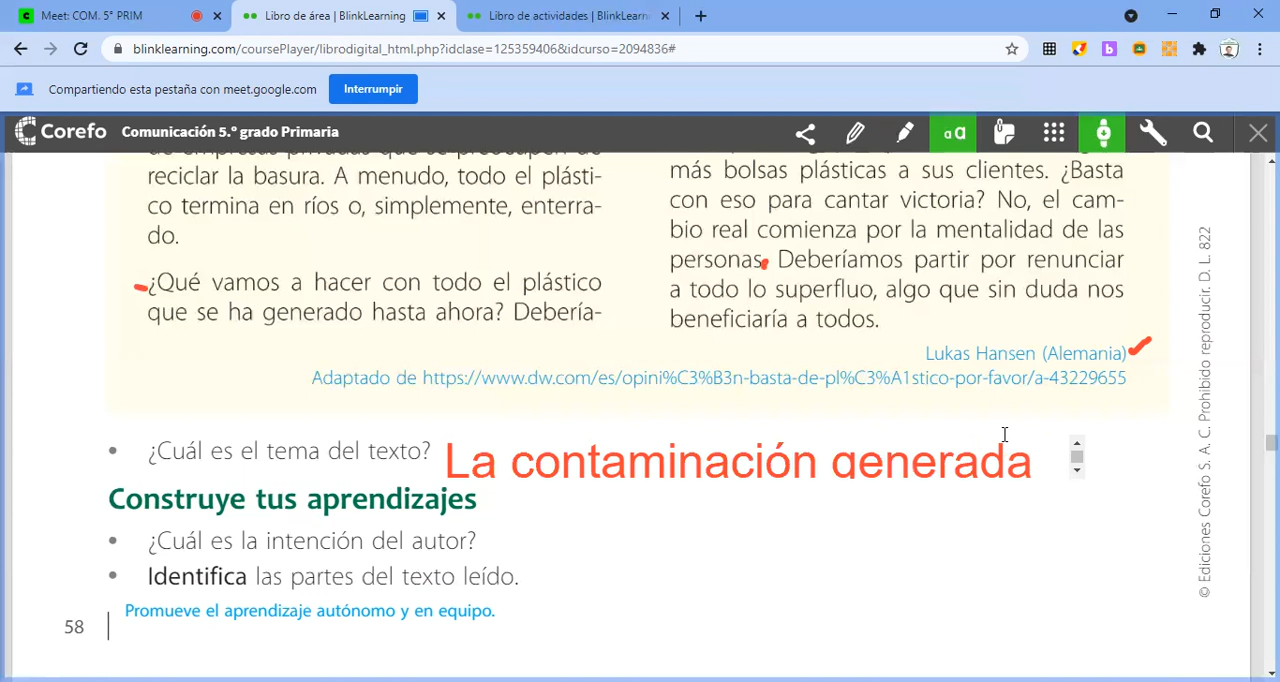 Meet: COM. 5° PRIM
Libro de área | BlinkLearning
Libro de actividades | BlinkLearn
blinklearning.com/coursePlayer/librodigital_html.php?idclase=125359406&idcurso=2094836#
Compartiendo esta pestaña con meet.google.com
Interrumpir
Corefo
Comunicación 5.º grado Primaria
aa
reciclar la basura. A menudo, todo el plásti-
co termina en ríos o, simplemente, enterra-
do.
¿Qué vamos a hacer con todo el plástico
que se ha generado hasta ahora? Debería-
más bolsas plásticas a sus clientes. ¿Basta
con eso para cantar victoria? No, el cam-
bio real comienza por la mentalidad de las
personas. Deberíamos partir por renunciar
a todo lo superfluo, algo que sin duda nos
beneficiaría a todos.
Lukas Hansen (Alemania)
Adaptado de https://www.dw.com/es/opini%C3%B3n-basta-de-pl%C3%A1stico-por-favor/a-43229655
• ¿Cuál es el tema del texto? La contaminación generada
Construye tus aprendizajes
• ¿Cuál es la intención del autor?
• Identifica las partes del texto leído.
Promueve el aprendizaje autónomo y en equipo.
58
© Ediciones Corefo S. A. C. Prohibido reproducir. D. L. 822